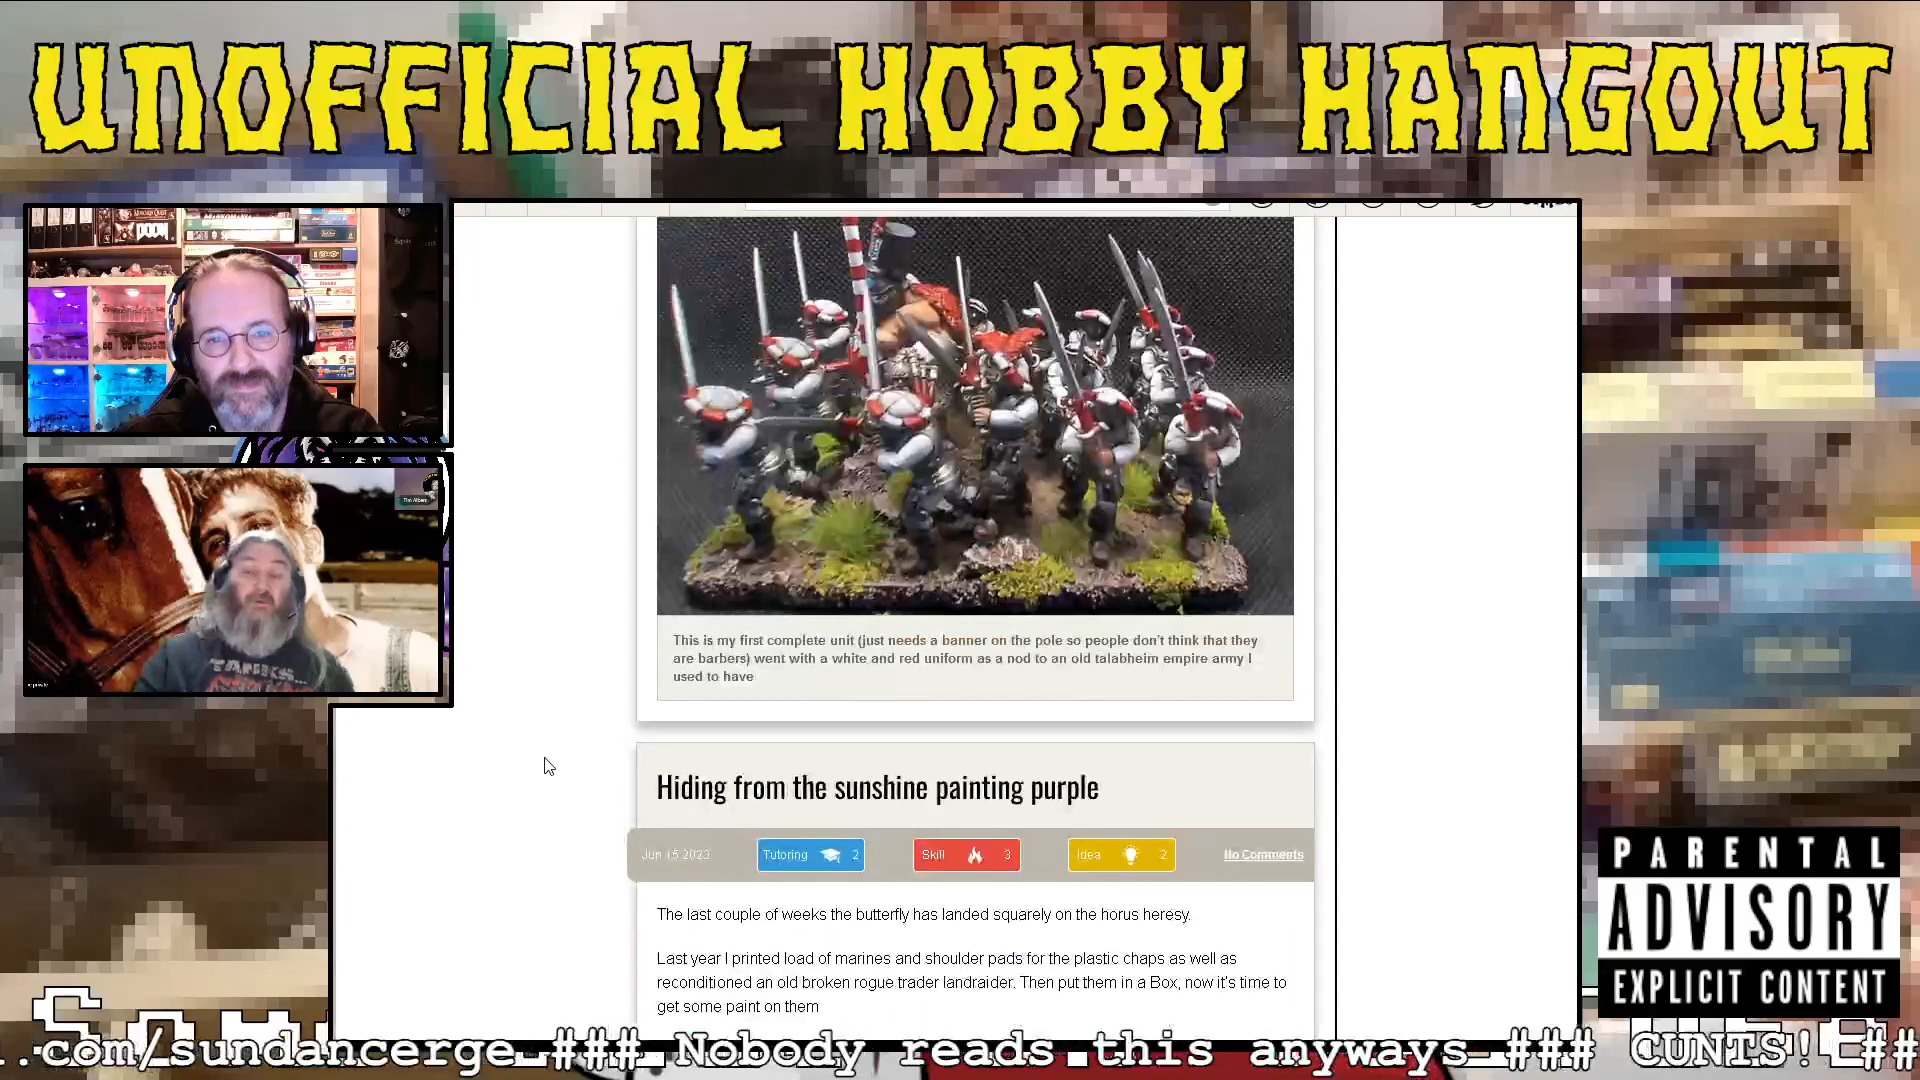 UNOFFICIAL HOBBY HANGOUT
DOOM
Tim Albers
TANKS...
This is my first complete unit (just needs a banner on the pole so people don't think that they
are barbers) went with a white and red uniform as a nod to an old talabheim empire army I
used to have
Hiding from the sunshine painting purple
Jun 15 2023
Tutoring 2
Skill 3
Idea 2
No Comments
The last couple of weeks the butterfly has landed squarely on the horus heresy.
Last year I printed load of marines and shoulder pads for the plastic chaps as well as
reconditioned an old broken rogue trader landraider. Then put them in a Box, now it's time to
get some paint on them
PARENTAL
ADVISORY
EXPLICIT CONTENT
..com/sundancerge ### Nobody reads this anyways ### CUNTS! ##